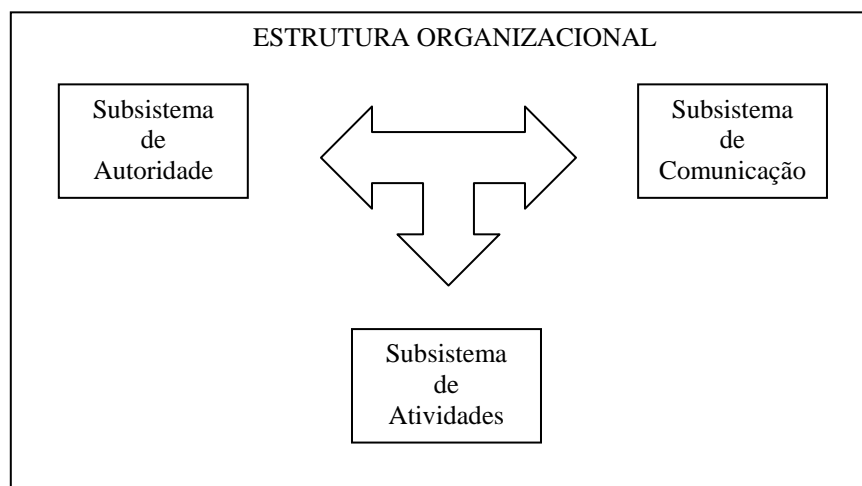 ESTRUTURA ORGANIZACIONAL
Subsistema
de
Autoridade
Subsistema
de
Comunicação
Subsistema
de
Atividades